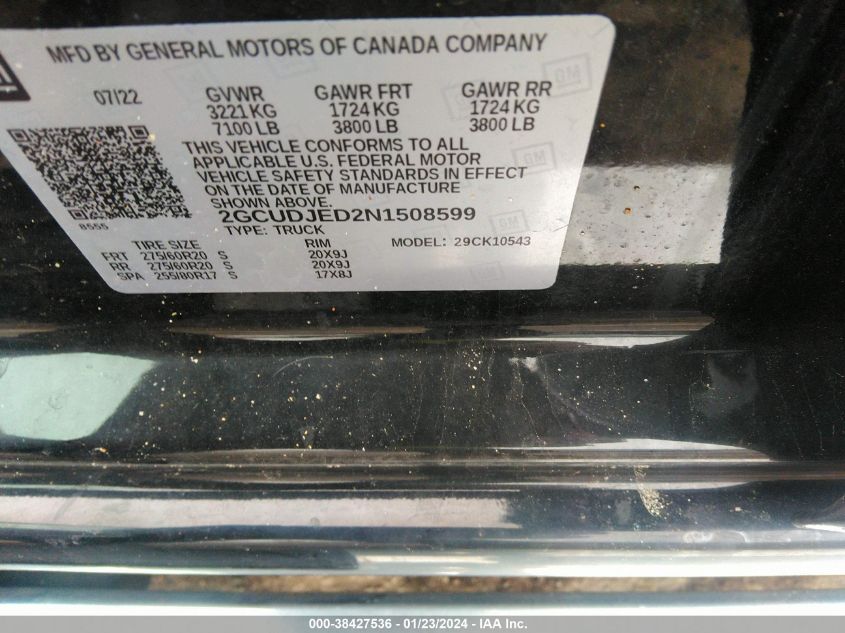 GM
MFD BY GENERAL MOTORS OF CANADA COMPANY
07/22 GVWR GAWR FRT GAWR RR
3221 KG 1724 KG 1724 KG
7100 LB 3800 LB 3800 LB
THIS VEHICLE CONFORMS TO ALL
APPLICABLE U.S. FEDERAL MOTOR
VEHICLE SAFETY STANDARDS IN EFFECT
ON THE DATE OF MANUFACTURE
SHOWN ABOVE.
2GCUDJED2N1508599
8555
TYPE: TRUCK MODEL: 29CK10543
TIRE SIZE RIM
FRT 275/60R20 S 20X9J
RR 275/60R20 S 20X9J
SPA 255/80R17 S 17X8J
000-38427536 - 01/23/2024 - IAA Inc.